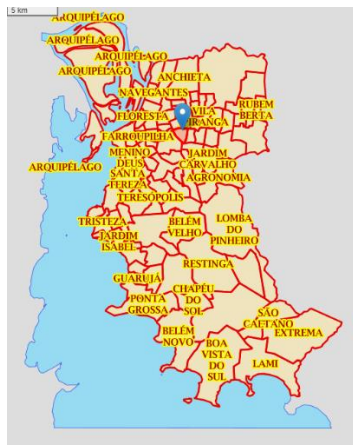 5 km
ARQUIPÉLAGO
ARQUIPÉLAGO
ARQUIPÉLAGO
ARQUIPÉLAGO
ANCHIETA
NAVEGANTES
RUBEM
BERTA
FLORESTA
VILA
IRANGA
FARROUPILHA
MENINO
DEUS
JARDIM
CARVALHO
ARQUIPÉLAGO
SANTA
TEREZA
AGRONOMIA
TERESÓPOLIS
TRISTEZA
BELÉM
VELHO
LOMBA
DO
PINHEIRO
JARDIM
ISABEL
RESTINGA
GUARUJÁ
CHAPÉU
DO
SOL
PONTA
GROSSA
SÃO
CAETANO
EXTREMA
BELÉM
NOVO
BOA
VISTA
DO
SUL
LAMI